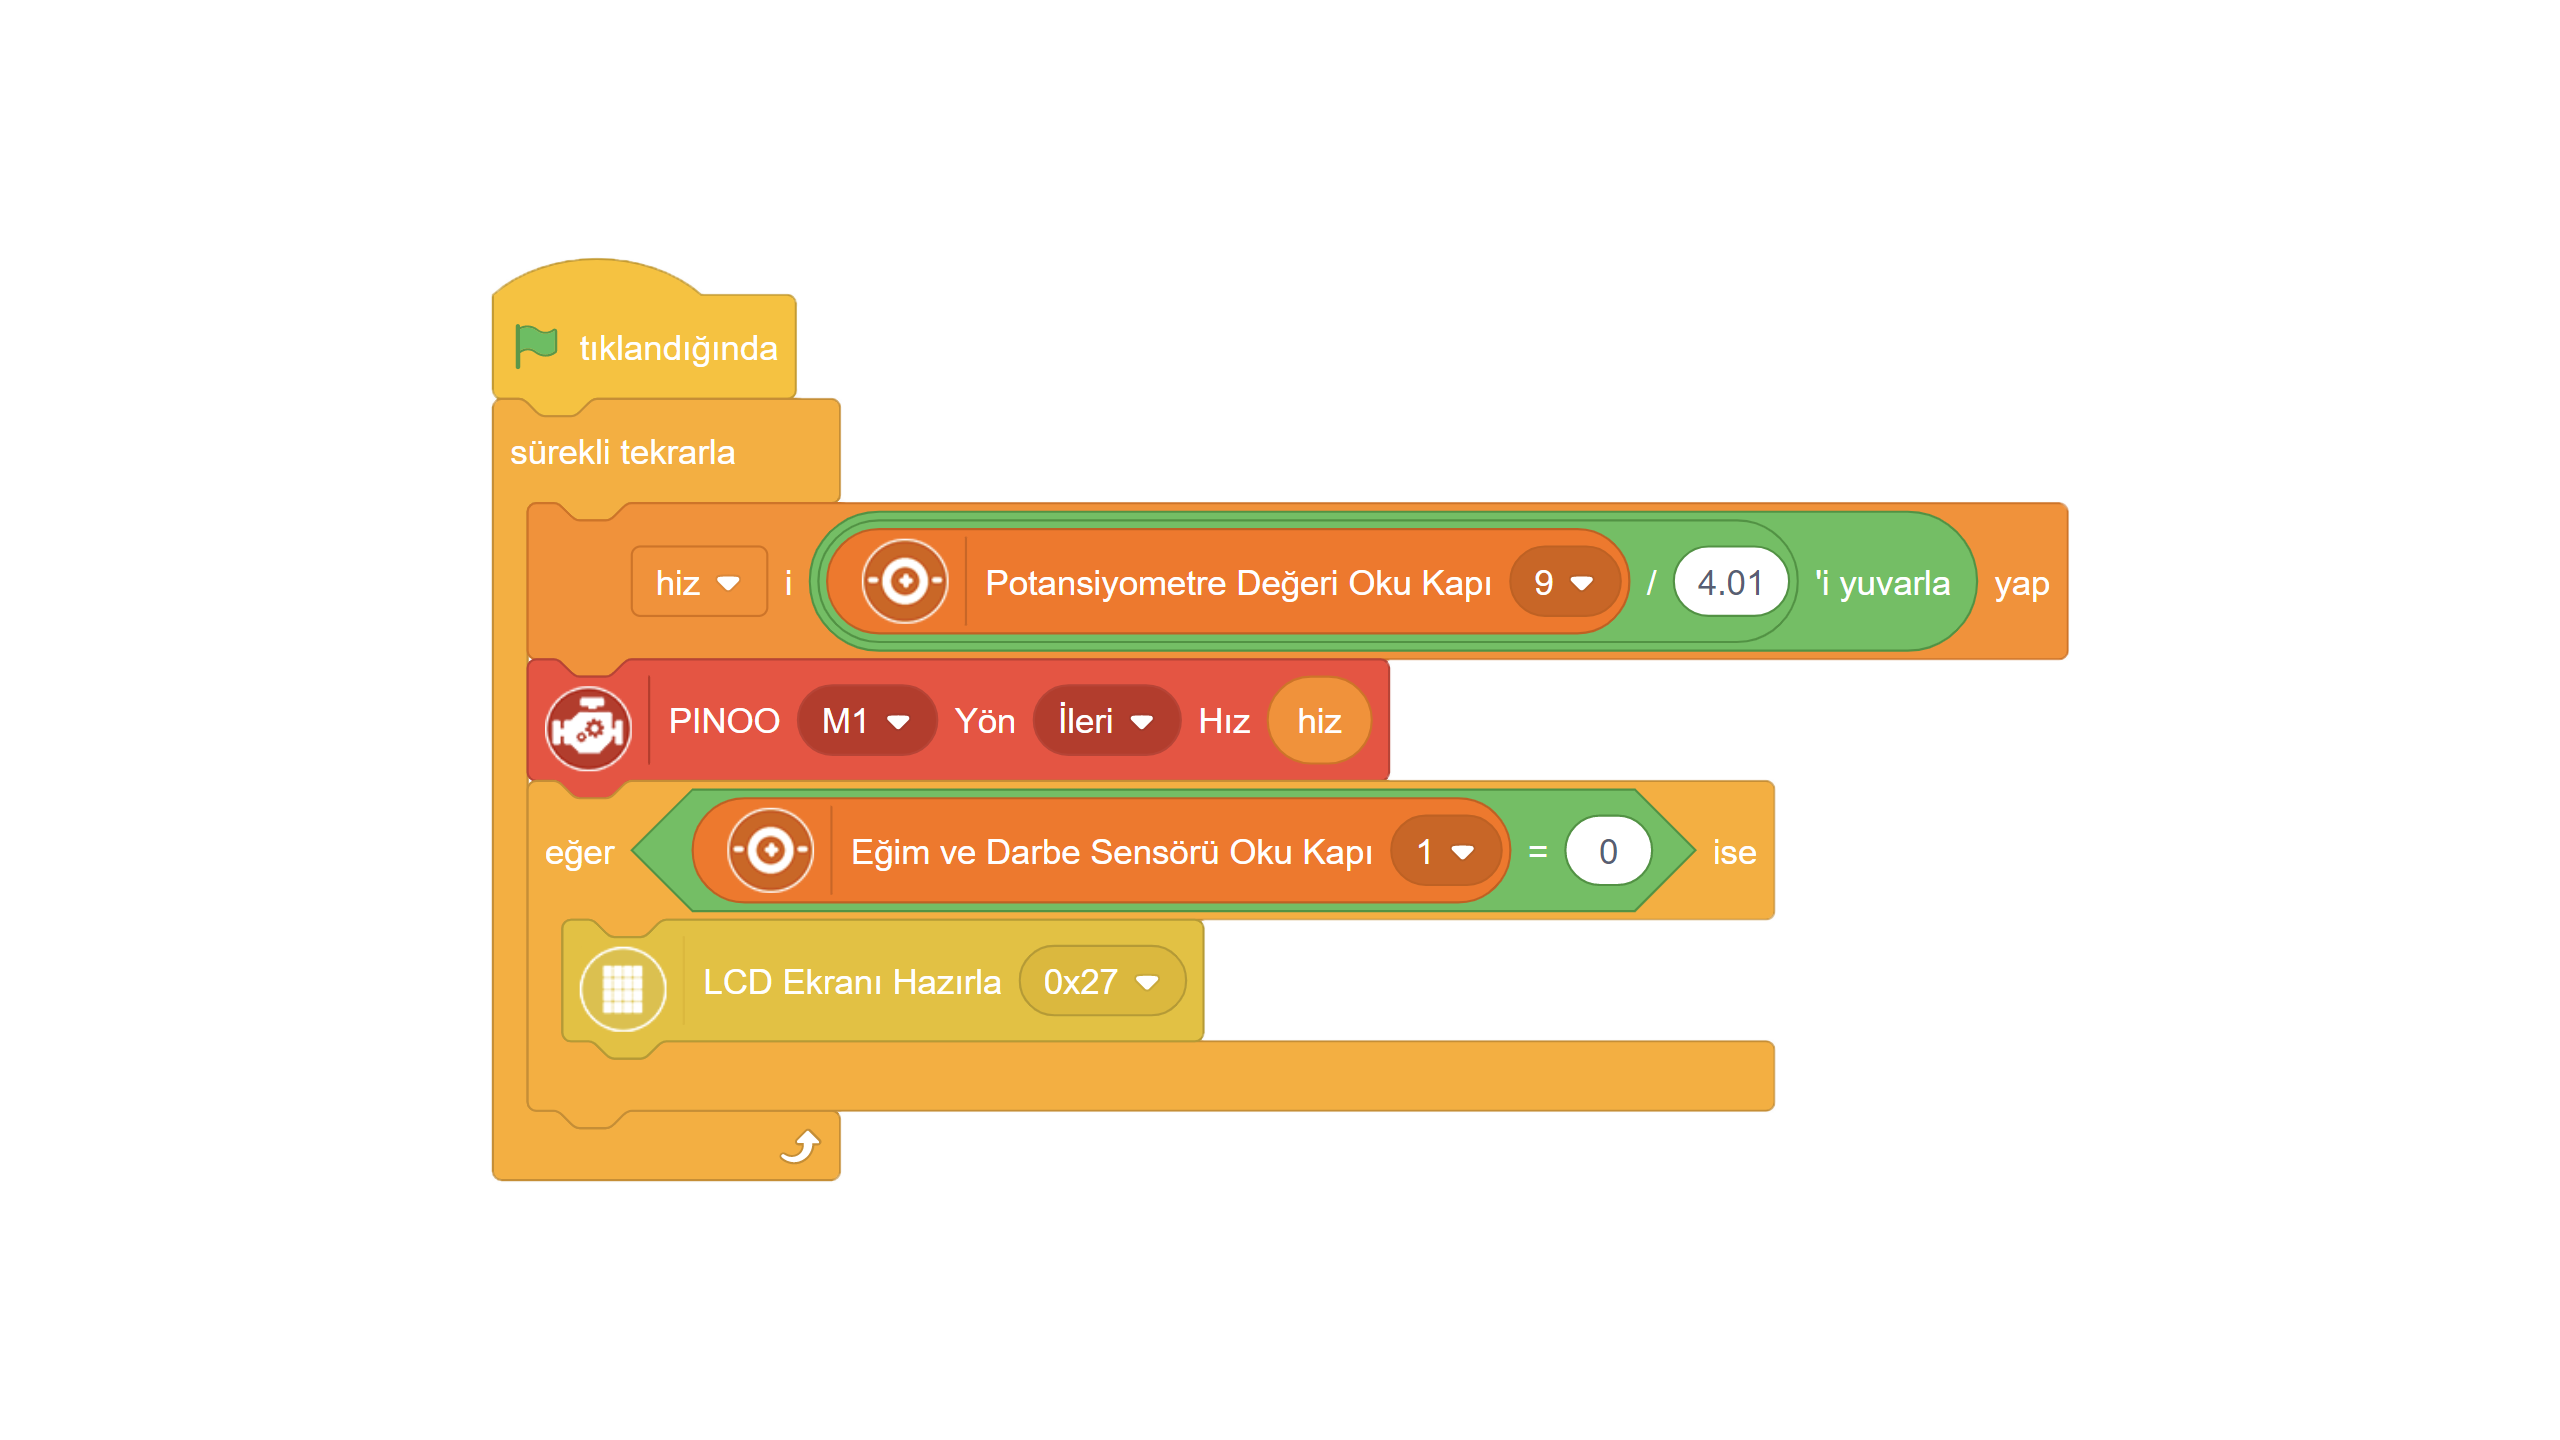 tıklandığında
sürekli tekrarla
hiz i Potansiyometre Değeri Oku Kapı 9 / 4.01 'i yuvarla yap
PINOO M1 Yön İleri Hız hiz
eğer Eğim ve Darbe Sensörü Oku Kapı 1 = 0 ise
LCD Ekranı Hazırla 0x27